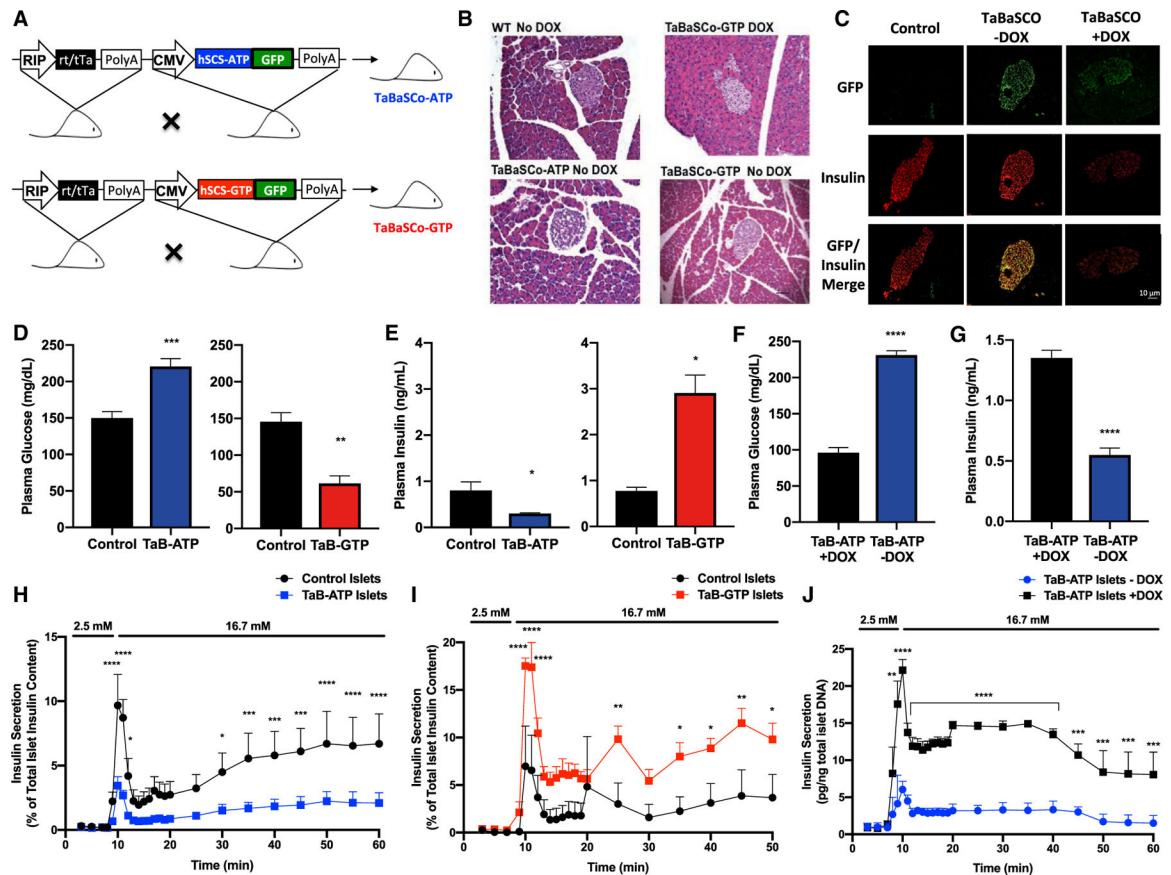 A
RIP rt/tTa PolyA CMV hSCS-ATP GFP PolyA
TaBaSCo-ATP
RIP rt/tTa PolyA CMV hSCS-GTP GFP PolyA
TaBaSCo-GTP
B
WT No DOX
TaBaSCo-GTP DOX
TaBaSCo-ATP No DOX
TaBaSCo-GTP No DOX
C
Control
TaBaSCO
-DOX
TaBaSCO
+DOX
GFP
Insulin
GFP/
Insulin
Merge
10 µm
D
Plasma Glucose (mg/dL)
250
200
150
100
50
0
***
Control TaB-ATP
250
200
150
100
50
0
**
Control TaB-GTP
E
Plasma Insulin (ng/mL)
4
3
2
1
0
*
Control TaB-ATP
4
3
2
1
0
*
Control TaB-GTP
F
Plasma Glucose (mg/dL)
250
200
150
100
50
0
****
TaB-ATP
+DOX
TaB-ATP
-DOX
G
Plasma Insulin (ng/mL)
1.5
1.0
0.5
0.0
****
TaB-ATP
+DOX
TaB-ATP
-DOX
H
Control Islets
TaB-ATP Islets
2.5 mM
16.7 mM
Insulin Secretion
(% of Total Islet Insulin Content)
15
10
5
0
**** **** * * *** *** *** **** **** ****
0 10 20 30 40 50 60
Time (min)
I
Control Islets
TaB-GTP Islets
2.5 mM
16.7 mM
Insulin Secretion
(% of Total Islet Insulin Content)
20
15
10
5
0
**** **** **** ** * * ** *
0 10 20 30 40 50
Time (min)
J
TaB-ATP Islets - DOX
TaB-ATP Islets +DOX
2.5 mM
16.7 mM
Insulin Secretion
(pg/ng total islet DNA)
25
20
15
10
5
0
** **** **** *** *** *** ***
0 10 20 30 40 50 60
Time (min)